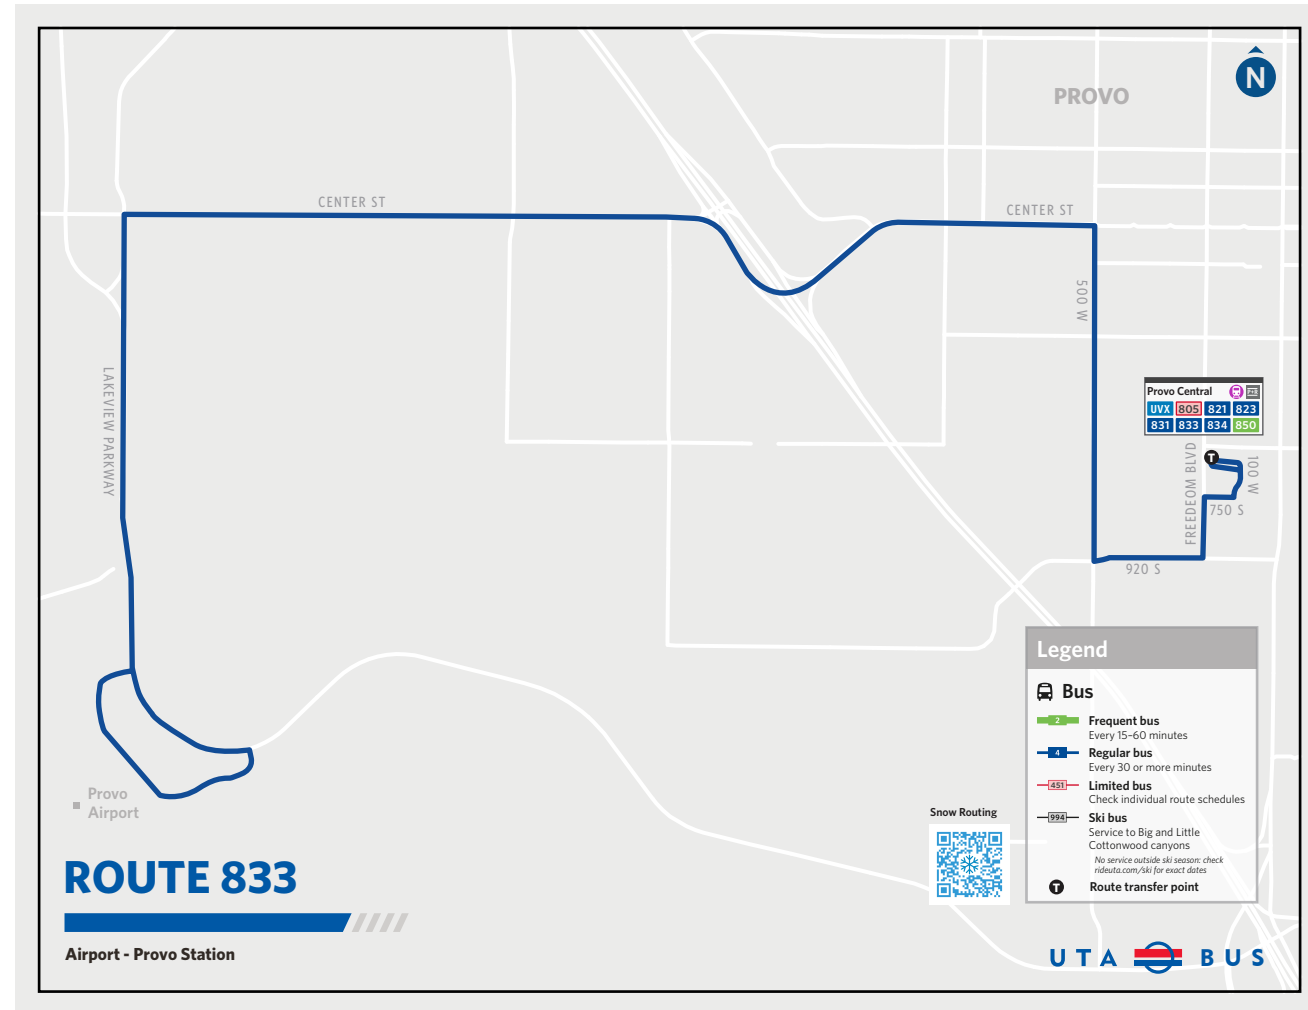 N
PROVO
CENTER ST
CENTER ST
500 W
LAKEVIEW PARKWAY
Provo Central
UVX 805 821 823
831 833 834 850
T
FREEDEOM BLVD
100 W
750 S
920 S
Provo
Airport
Legend
Bus
2 Frequent bus
Every 15-60 minutes
4 Regular bus
Every 30 or more minutes
451 Limited bus
Check individual route schedules
994 Ski bus
Service to Big and Little
Cottonwood canyons
No service outside ski season: check
rideuta.com/ski for exact dates
T Route transfer point
Snow Routing
ROUTE 833
Airport - Provo Station
UTA BUS